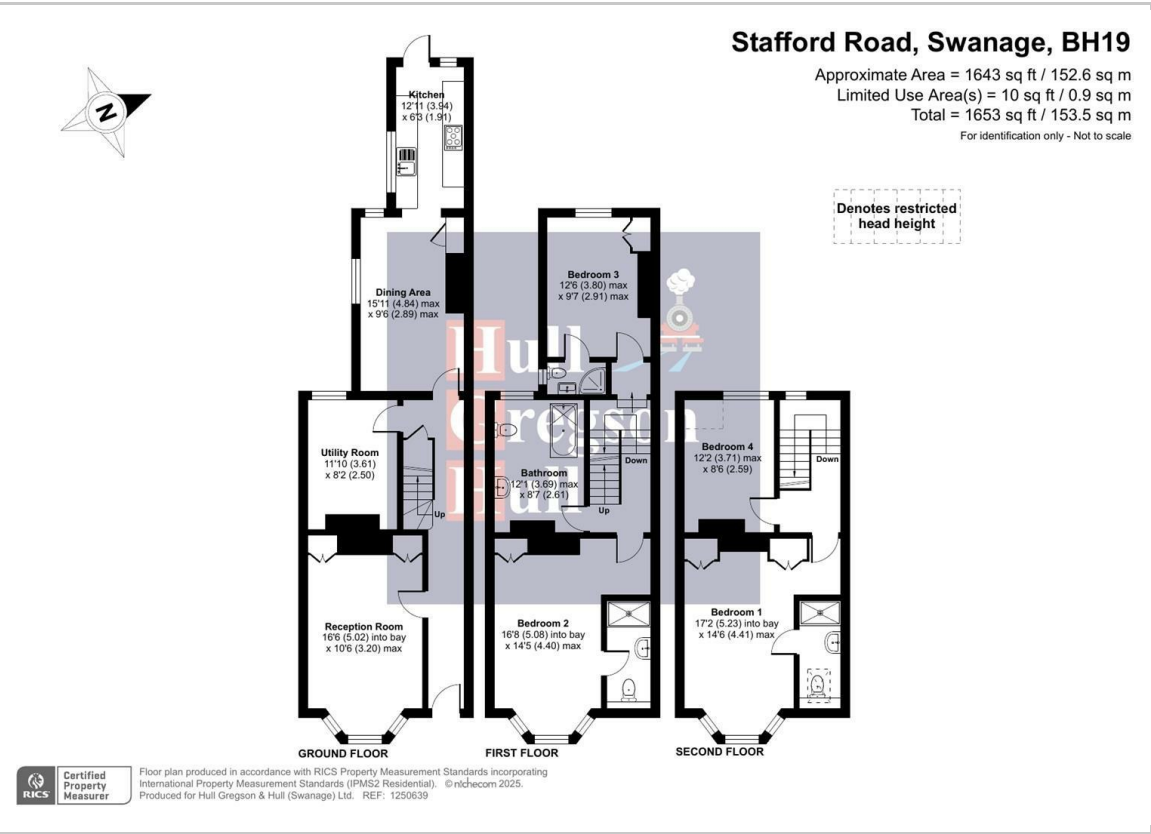 Stafford Road, Swanage, BH19
Approximate Area = 1643 sq ft / 152.6 sq m
Limited Use Area(s) = 10 sq ft / 0.9 sq m
Total = 1653 sq ft / 153.5 sq m
For identification only - Not to scale
N
Denotes restricted
head height
Kitchen
12'11 (3.94)
x 6'3 (1.91)
Dining Area
15'11 (4.84) max
x 9'6 (2.89) max
Utility Room
11'10 (3.61)
x 8'2 (2.50)
Up
Reception Room
16'6 (5.02) into bay
x 10'6 (3.20) max
GROUND FLOOR
Bedroom 3
12'6 (3.80) max
x 9'7 (2.91) max
Bathroom
12'1 (3.69) max
x 8'7 (2.61)
Down
Up
Bedroom 2
16'8 (5.08) into bay
x 14'5 (4.40) max
FIRST FLOOR
Bedroom 4
12'2 (3.71) max
x 8'6 (2.59)
Down
Bedroom 1
17'2 (5.23) into bay
x 14'6 (4.41) max
SECOND FLOOR
Hull
Gregson
Hull
RICS
Certified
Property
Measurer
Floor plan produced in accordance with RICS Property Measurement Standards incorporating
International Property Measurement Standards (IPMS2 Residential). © nichecom 2025.
Produced for Hull Gregson & Hull (Swanage) Ltd. REF: 1250639